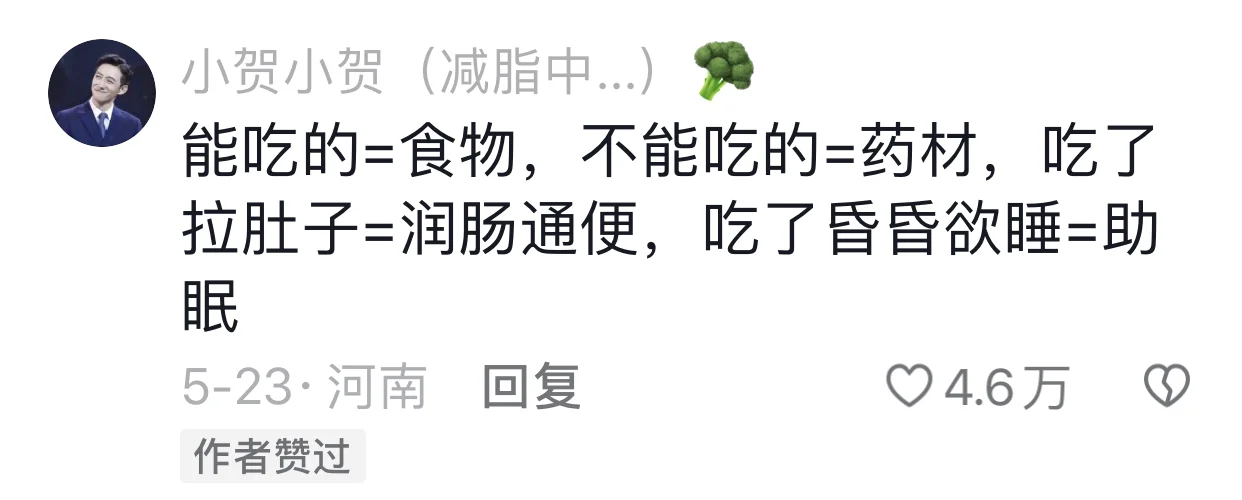 小贺小贺（减脂中...）🥦
能吃的=食物，不能吃的=药材，吃了
拉肚子=润肠通便，吃了昏昏欲睡=助
眠
5-23·河南 回复 4.6万
作者赞过